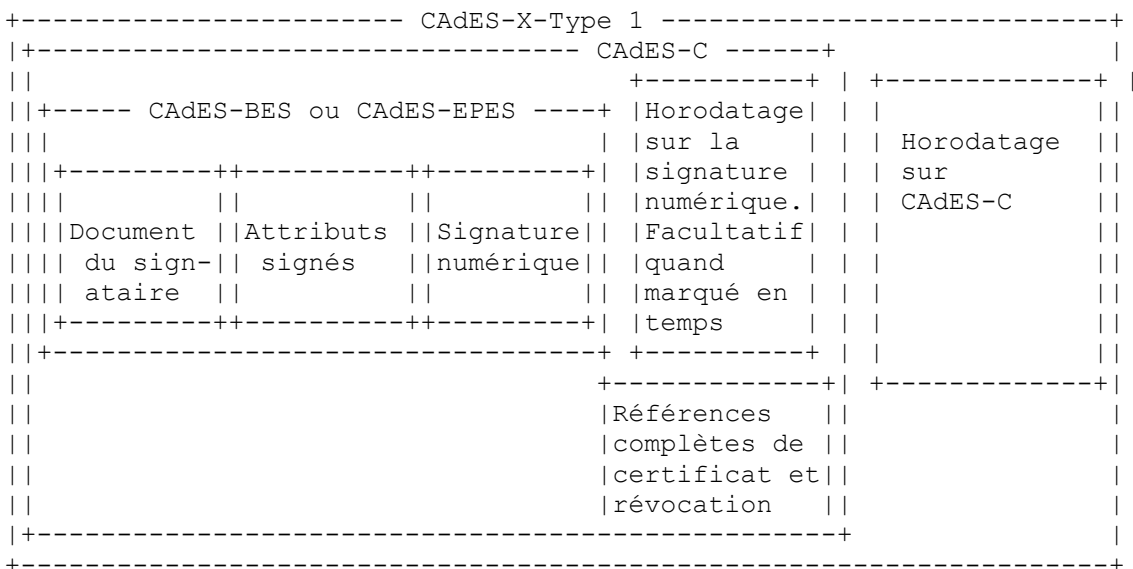 +------------------------ CAdES-X-Type 1 ----------------------------+
|+---------------------------------- CAdES-C ------+                 |
||                                     +----------+ | +-------------+ |
||+----- CAdES-BES ou CAdES-EPES ----+ |Horodatage| | |             ||
|||                                  | |sur la    | | | Horodatage  ||
|||+---------++----------++---------+| |signature | | | sur         ||
||||         ||          ||         || |numérique.| | | CAdES-C     ||
||||Document ||Attributs ||Signature|| |Facultatif| | |             ||
|||| du sign-|| signés   ||numérique|| |quand     | | |             ||
|||| ataire  ||          ||         || |marqué en | | |             ||
|||+---------++----------++---------+| |temps     | | |             ||
||+----------------------------------+ +----------+ | |             ||
||                                   +-------------+| +-------------+|
||                                   |Références   ||                |
||                                   |complètes de ||                |
||                                   |certificat et||                |
||                                   |révocation   ||                |
|+--------------------------------------------------+                |
+--------------------------------------------------------------------+